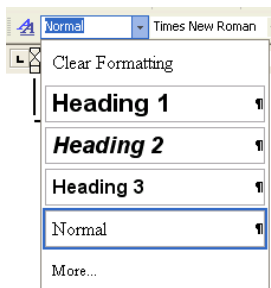 Normal Times New Roman
Clear Formatting
Heading 1 ¶
Heading 2 ¶
Heading 3 ¶
Normal ¶
More...